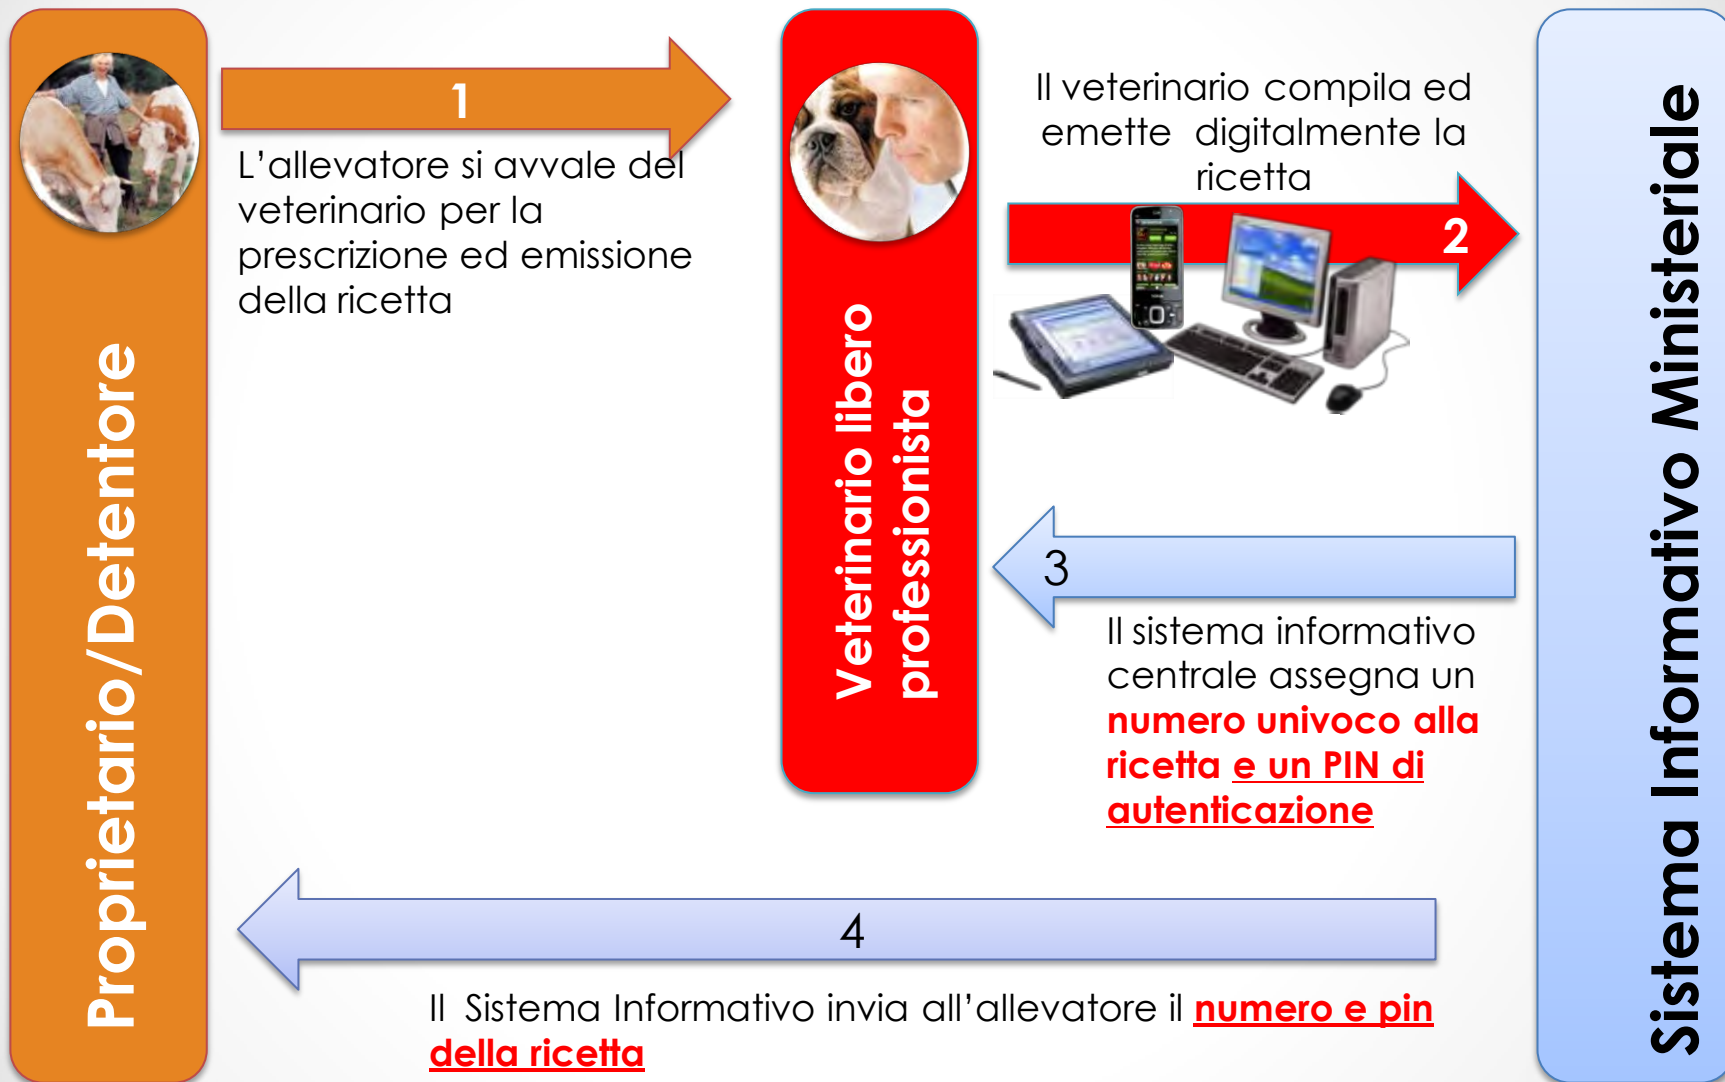 Proprietario/Detentore
1
L'allevatore si avvale del
veterinario per la
prescrizione ed emissione
della ricetta
Veterinario libero
professionista
Il veterinario compila ed
emette digitalmente la
ricetta
2
3
Il sistema informativo
centrale assegna un
numero univoco alla
ricetta e un PIN di
autenticazione
4
Il Sistema Informativo invia all'allevatore il numero e pin
della ricetta
Sistema Informativo Ministeriale